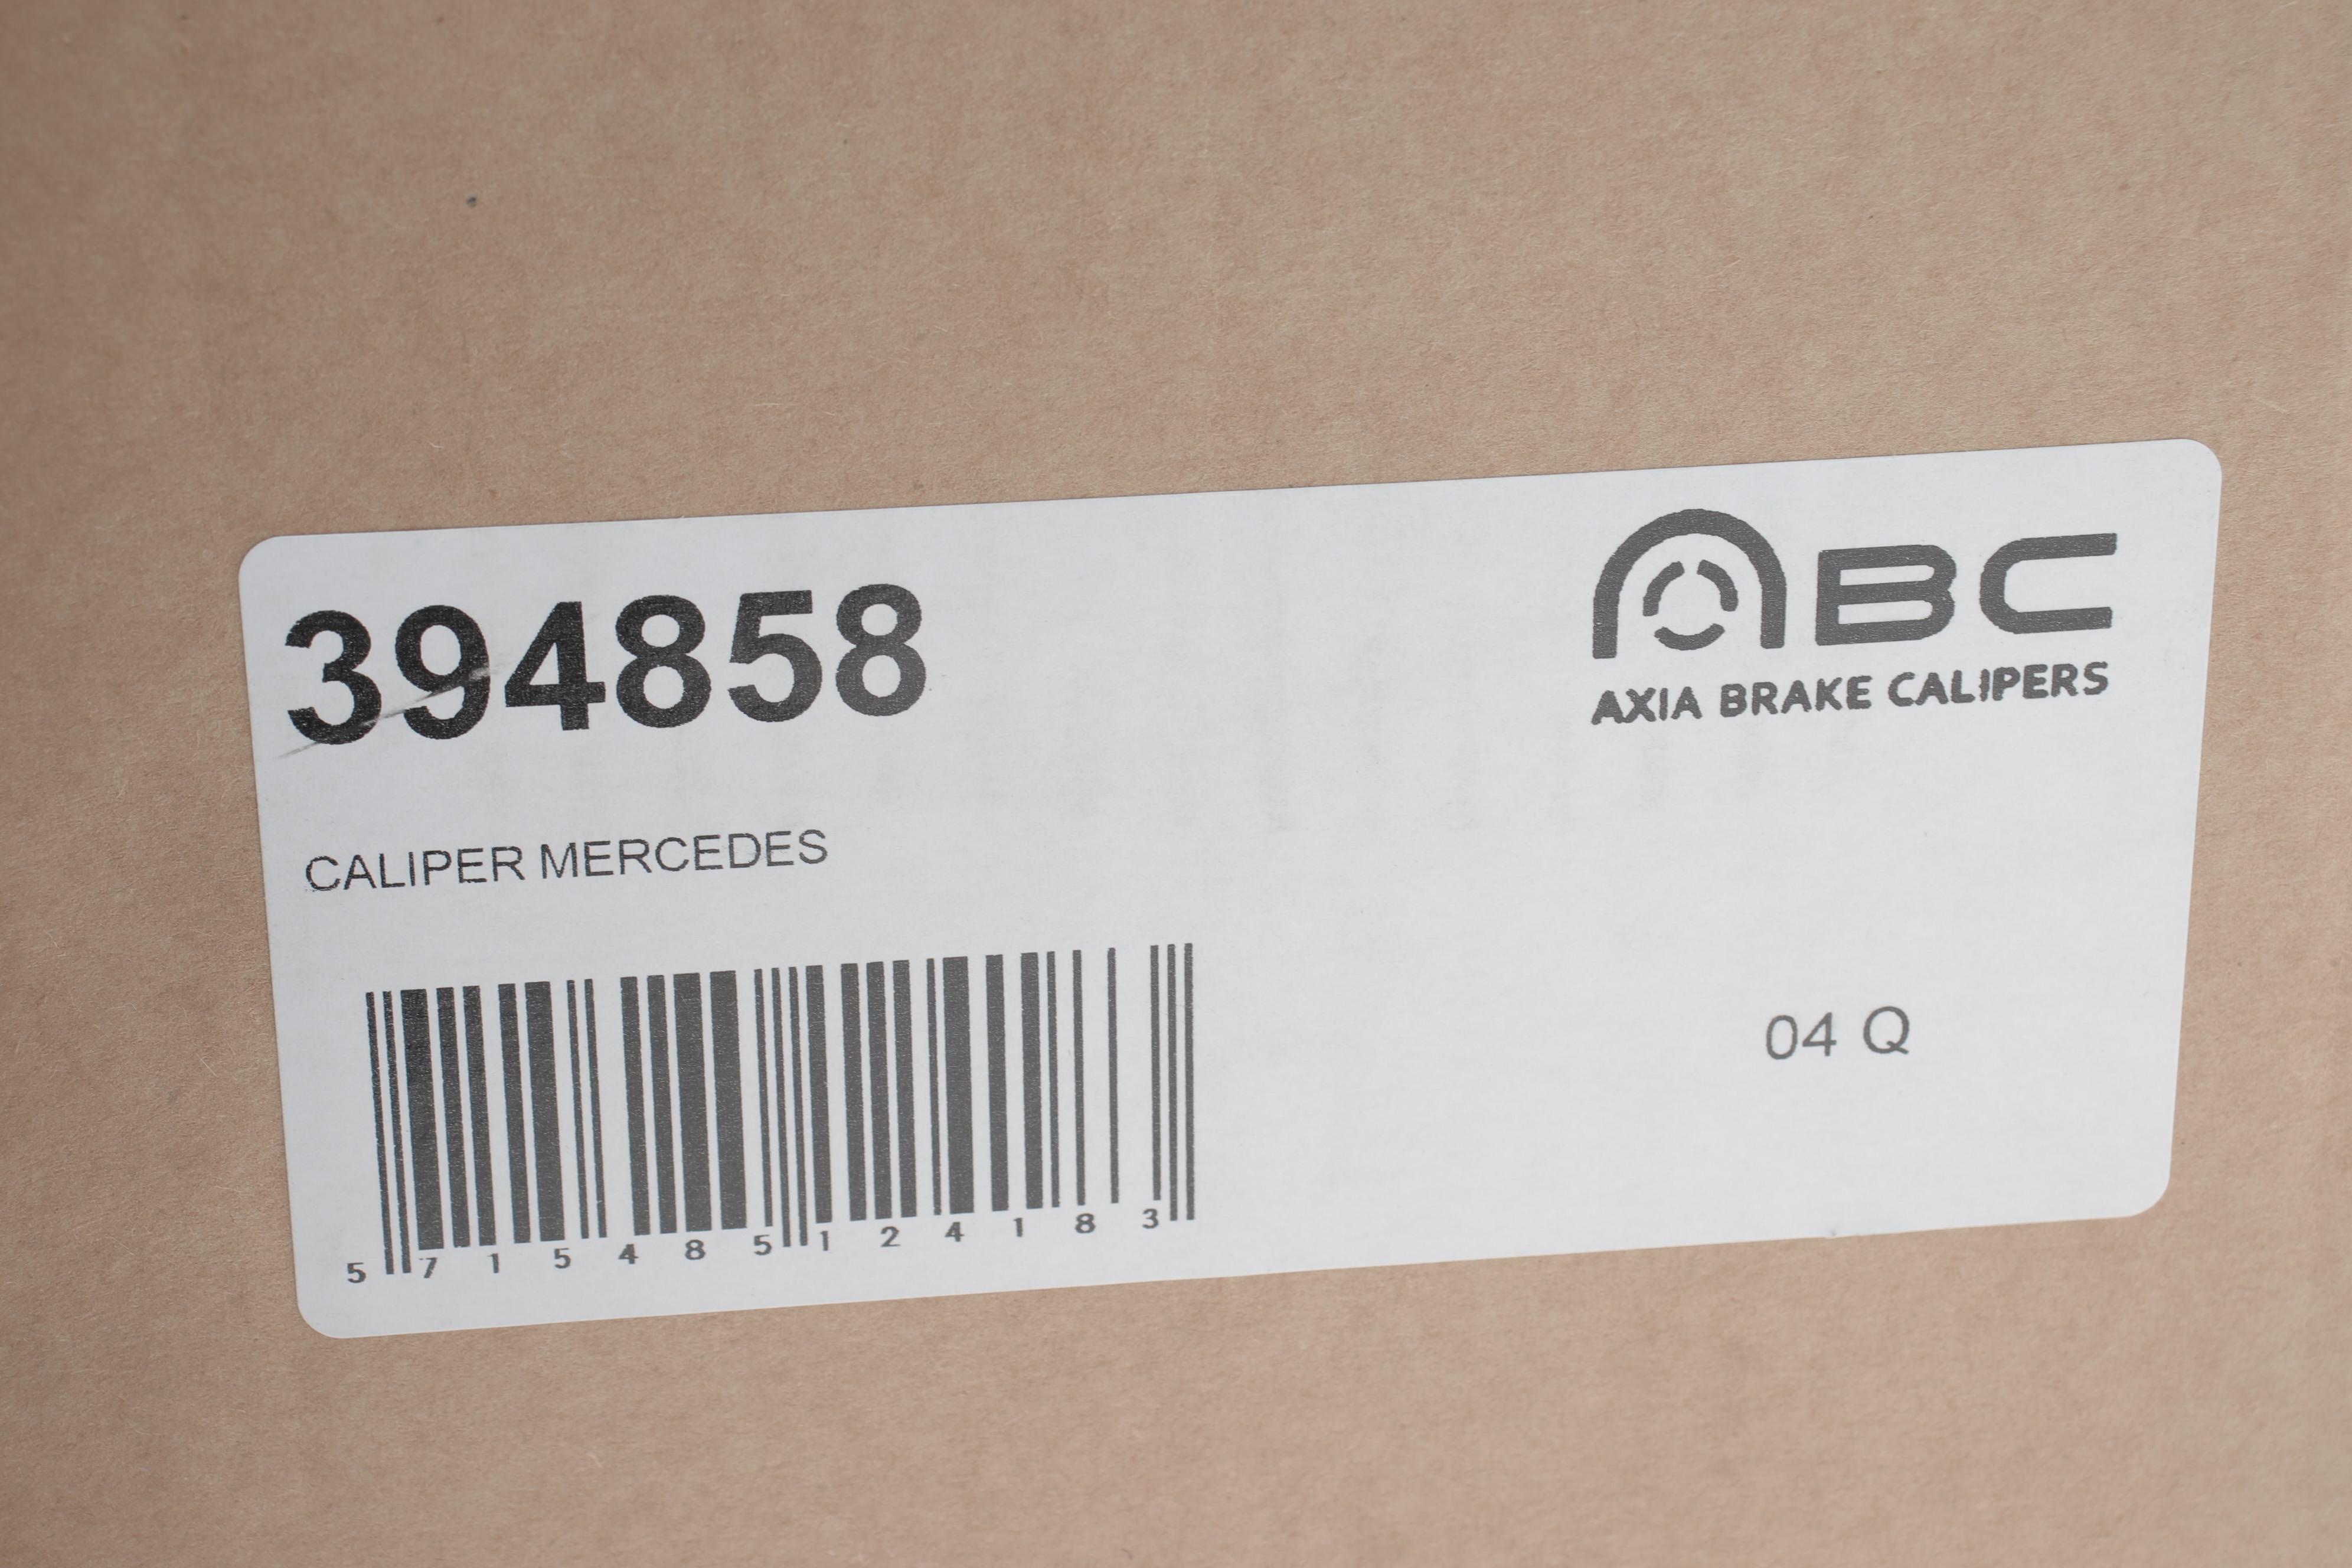 394858
ABC
AXIA BRAKE CALIPERS
CALIPER MERCEDES
04 Q
5 715485 124183